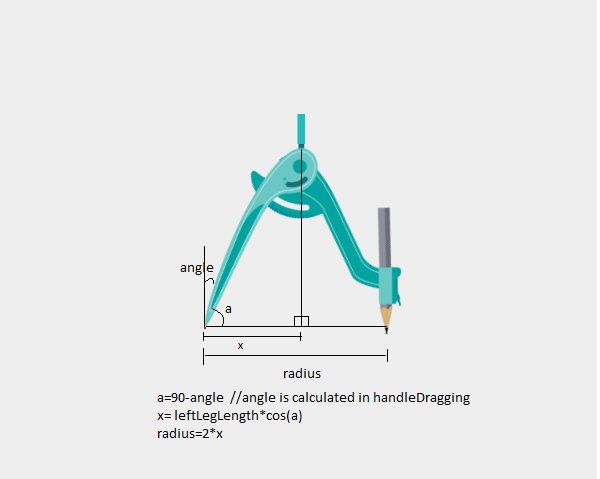 angle
a
x
radius
a=90-angle //angle is calculated in handleDragging
x= leftLegLength*cos(a)
radius=2*x